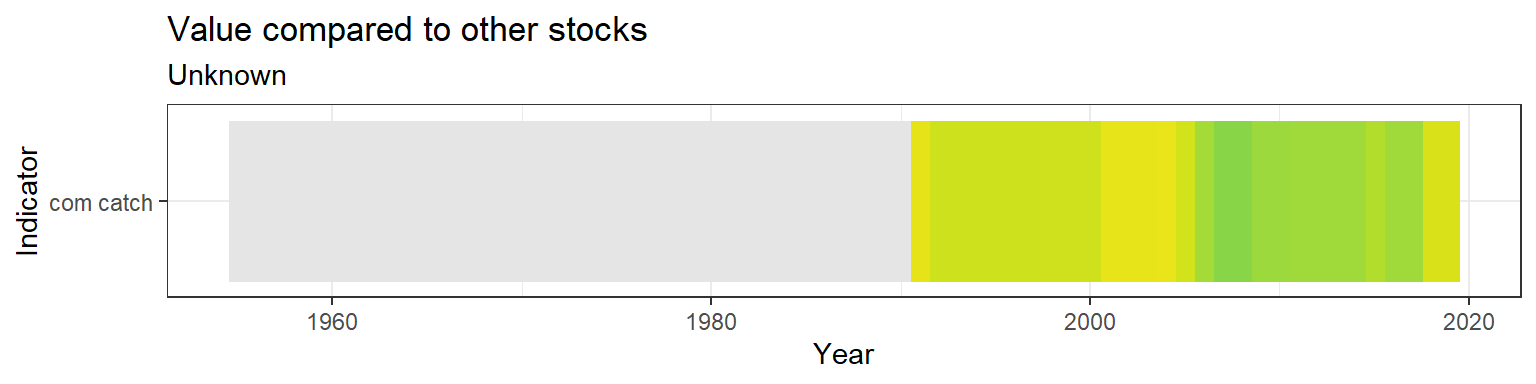 Value compared to other stocks
Unknown
Indicator
com catch
1960 1980 2000 2020
Year